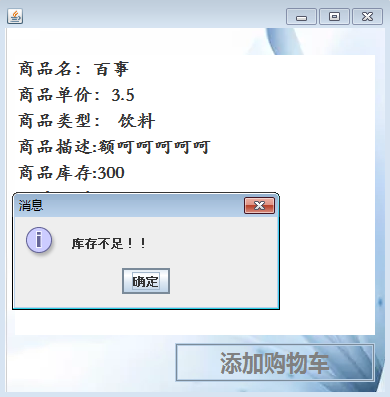 商品名：百事
商品单价：3.5
商品类型： 饮料
商品描述:额呵呵呵呵呵
商品库存:300
消息
库存不足！！
确定
添加购物车